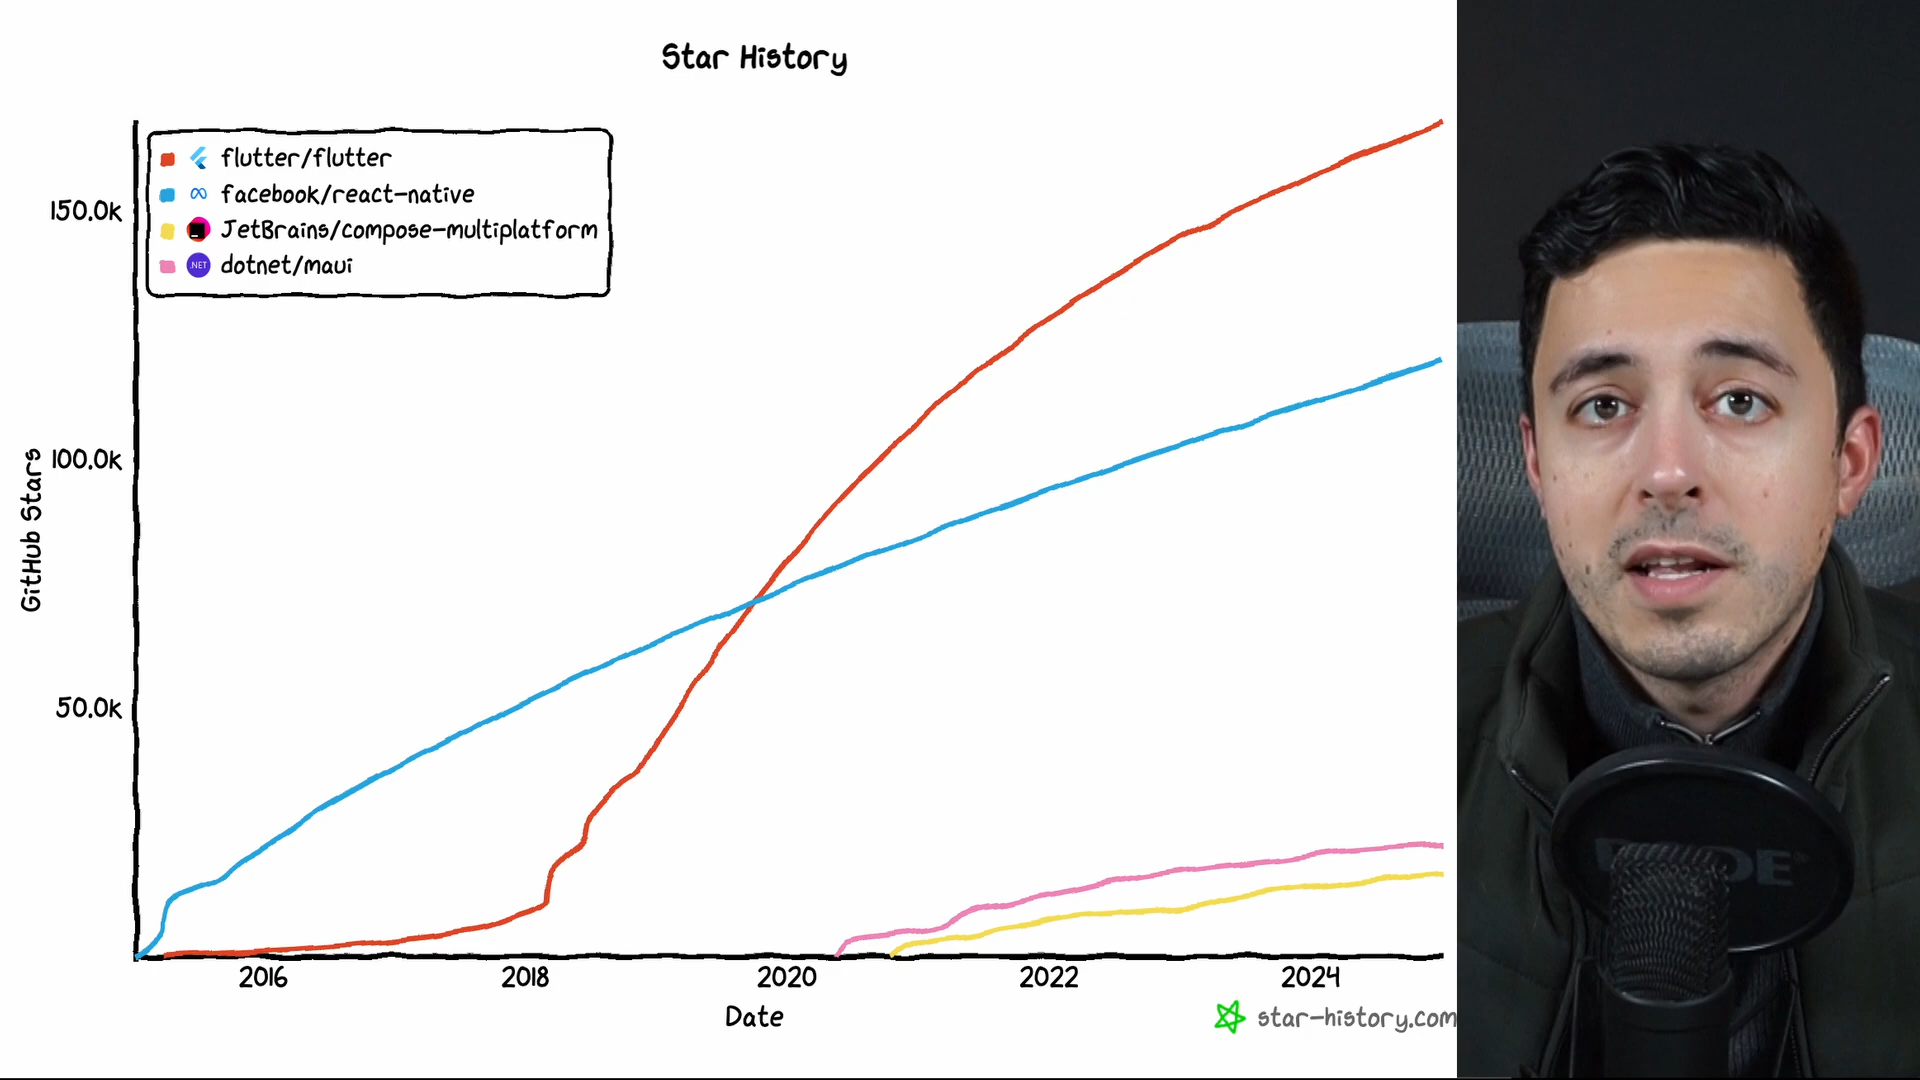 Star History
flutter/flutter
facebook/react-native
JetBrains/compose-multiplatform
.NET dotnet/maui
150.0k
100.0k
50.0k
GitHub Stars
2016 2018 2020 2022 2024
Date
star-history.com